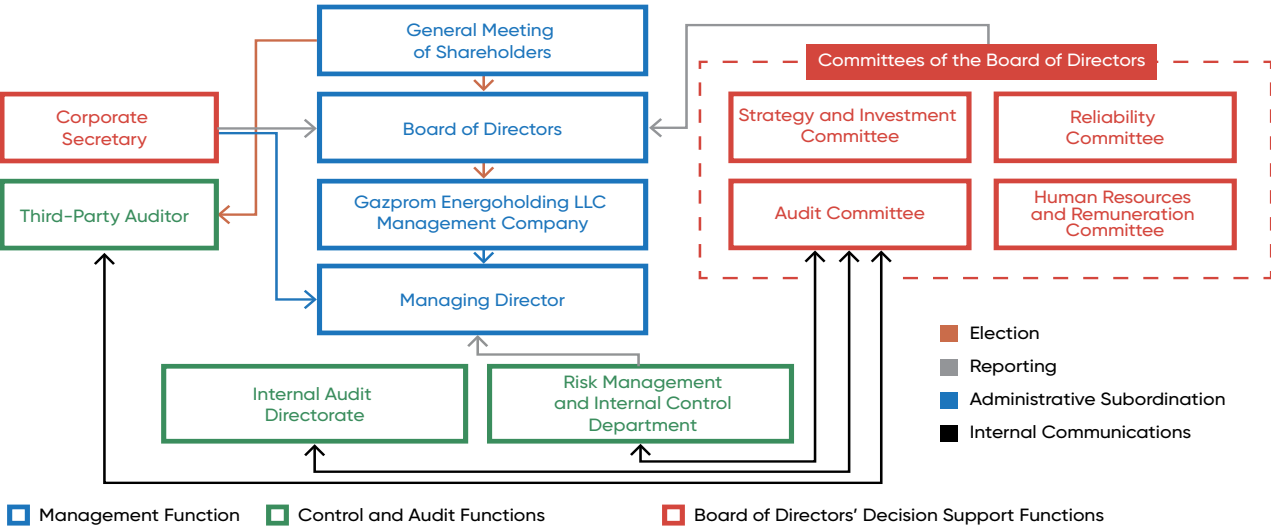 General Meeting
of Shareholders
Committees of the Board of Directors
Corporate
Secretary
Board of Directors
Strategy and Investment
Committee
Reliability
Committee
Third-Party Auditor
Gazprom Energoholding LLC
Management Company
Audit Committee
Human Resources
and Remuneration
Committee
Managing Director
Election
Reporting
Administrative Subordination
Internal Communications
Internal Audit
Directorate
Risk Management
and Internal Control
Department
Management Function
Control and Audit Functions
Board of Directors’ Decision Support Functions